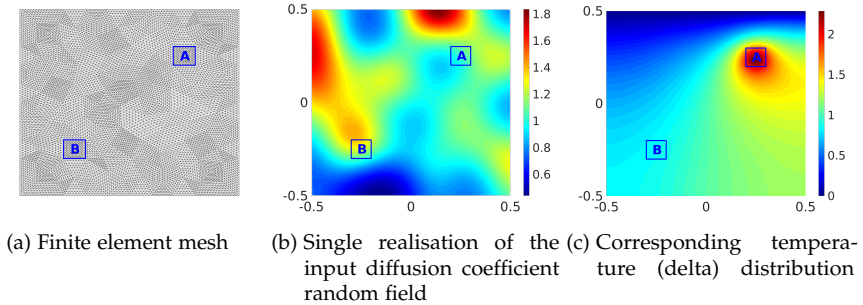 A
B
0.5
0
-0.5
-0.5
0
0.5
A
B
1.8
1.6
1.4
1.2
1
0.8
0.6
0.5
0
-0.5
-0.5
0
0.5
A
B
2
1.5
1
0.5
0
(a) Finite element mesh
(b) Single realisation of the
input diffusion coefficient
random field
(c) Corresponding tempera-
ture (delta) distribution